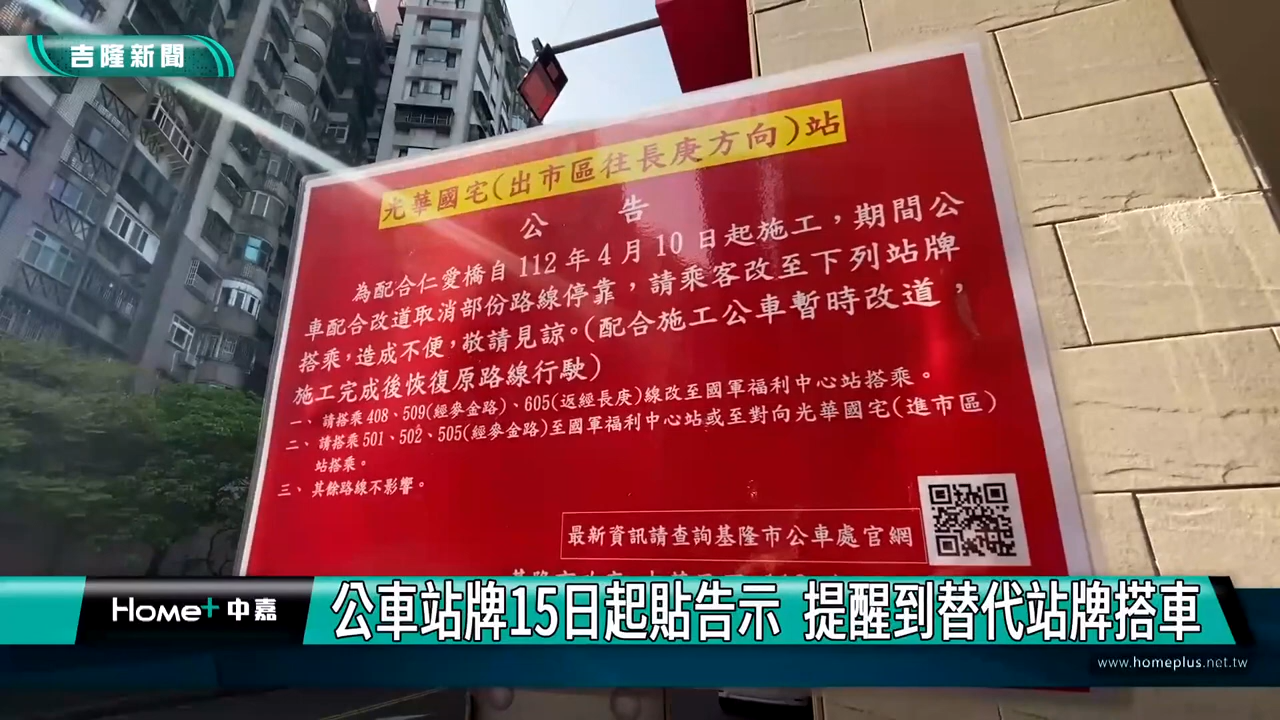 吉隆新聞
光華國宅(出市區往長庚方向)站
公告
為配合仁愛橋自112年4月10日起施工，期間公
車配合改道取消部份路線停靠，請乘客改至下列站牌
搭乘，造成不便，敬請見諒。(配合施工公車暫時改道，
施工完成後恢復原路線行駛)
一、請搭乘408、509(經麥金路)、605(返經長庚)線改至國軍福利中心站搭乘。
二、請搭乘501、502、505(經麥金路)至國軍福利中心站或至對向光華國宅(進市區)
站搭乘。
三、其餘路線不影響。
最新資訊請查詢基隆市公車處官網
Home+中嘉
公車站牌15日起貼告示 提醒到替代站牌搭車
www.homeplus.net.tw